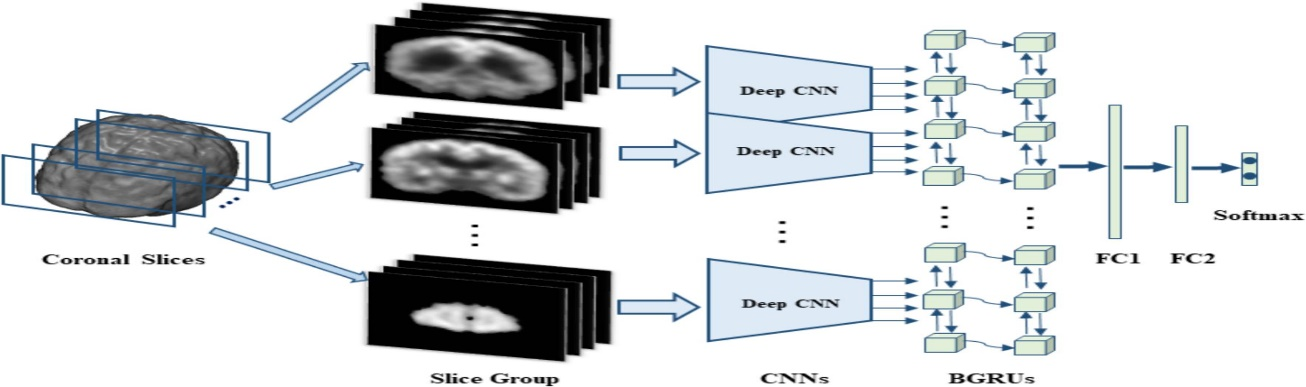 Deep CNN
Deep CNN
Softmax
Coronal Slices
FC1 FC2
Deep CNN
Slice Group
CNNs
BGRUs